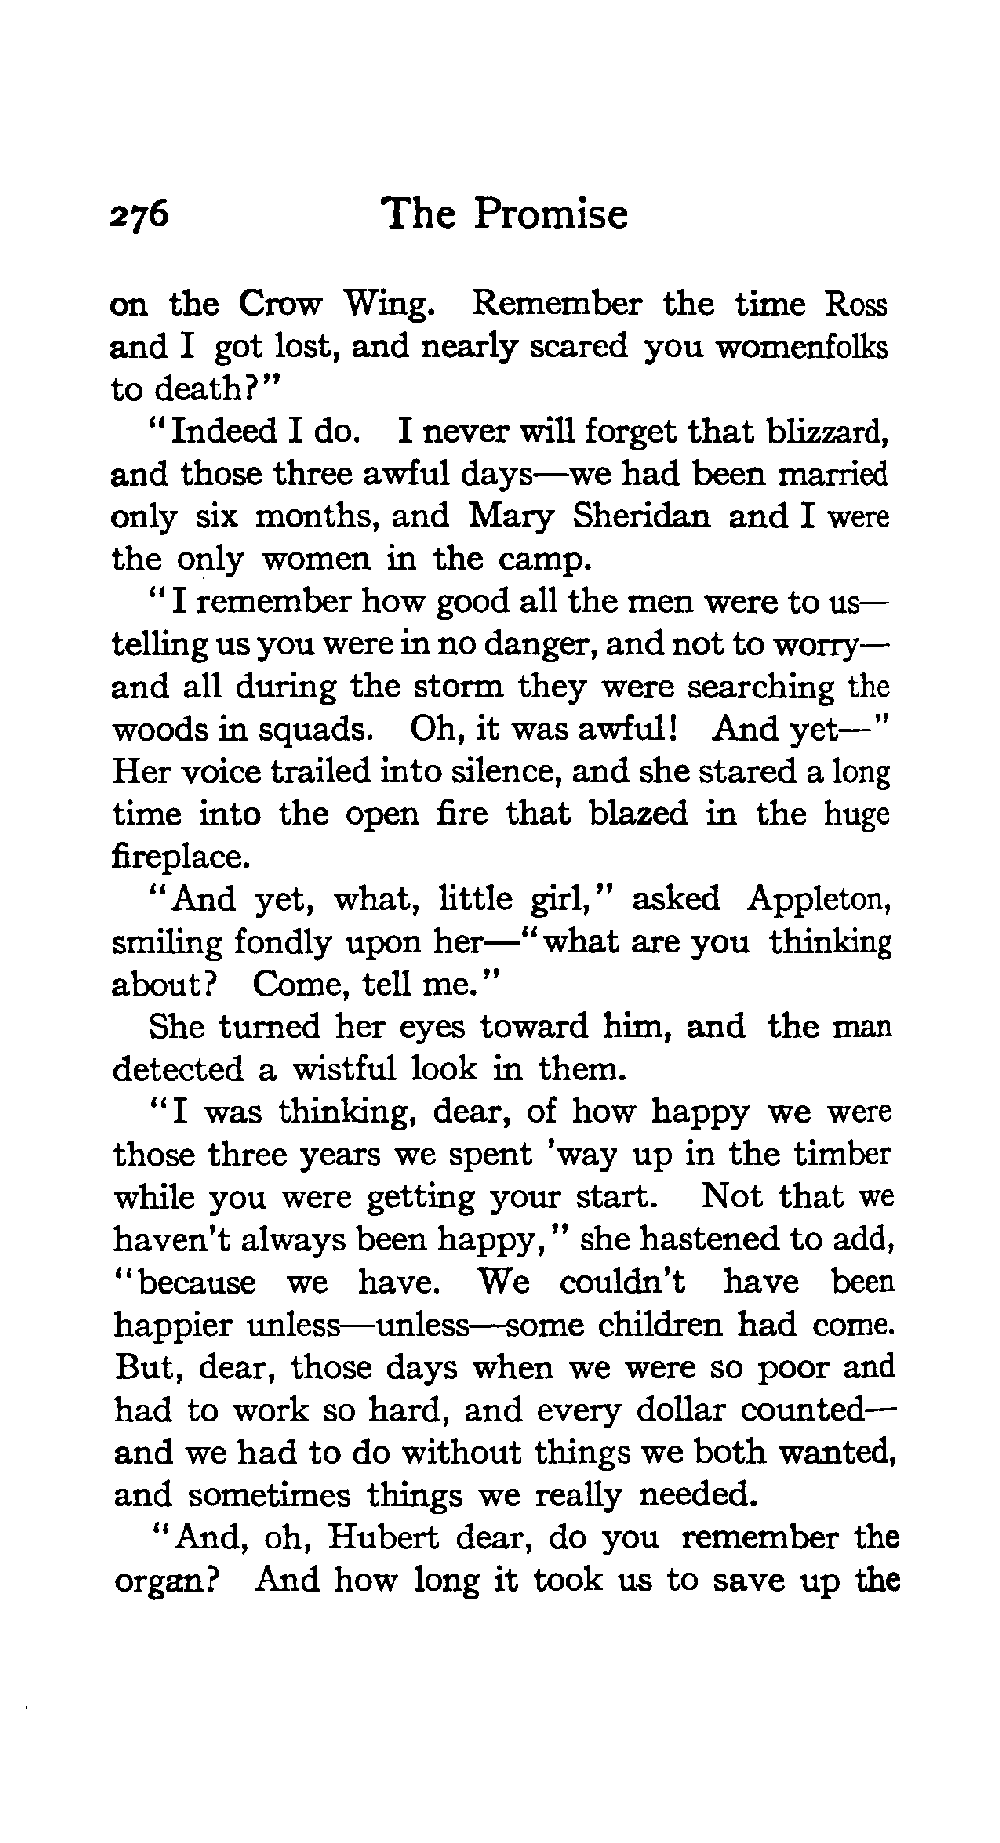 276 The Promise
on the Crow Wing. Remember the time Ross
and I got lost, and nearly scared you womenfolks
to death?"
"Indeed I do. I never will forget that blizzard,
and those three awful days—we had been married
only six months, and Mary Sheridan and I were
the only women in the camp.
"I remember how good all the men were to us—
telling us you were in no danger, and not to worry—
and all during the storm they were searching the
woods in squads. Oh, it was awful! And yet—"
Her voice trailed into silence, and she stared a long
time into the open fire that blazed in the huge
fireplace.
"And yet, what, little girl," asked Appleton,
smiling fondly upon her—"what are you thinking
about? Come, tell me."
She turned her eyes toward him, and the man
detected a wistful look in them.
"I was thinking, dear, of how happy we were
those three years we spent 'way up in the timber
while you were getting your start. Not that we
haven't always been happy," she hastened to add,
"because we have. We couldn't have been
happier unless—unless—some children had come.
But, dear, those days when we were so poor and
had to work so hard, and every dollar counted—
and we had to do without things we both wanted,
and sometimes things we really needed.
"And, oh, Hubert dear, do you remember the
organ? And how long it took us to save up the